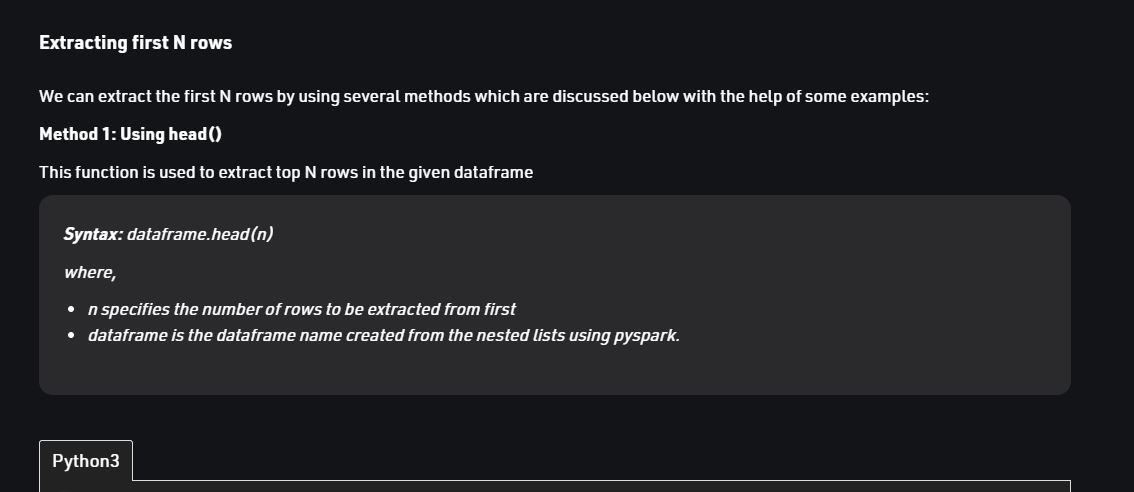 Extracting first N rows
We can extract the first N rows by using several methods which are discussed below with the help of some examples:
Method 1: Using head()
This function is used to extract top N rows in the given dataframe
Syntax: dataframe.head(n)
where,
• n specifies the number of rows to be extracted from first
• dataframe is the dataframe name created from the nested lists using pyspark.
Python3